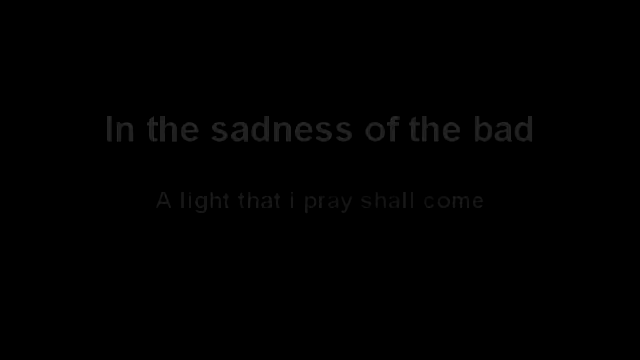 In the sadness of the bad
A light that i pray shall come